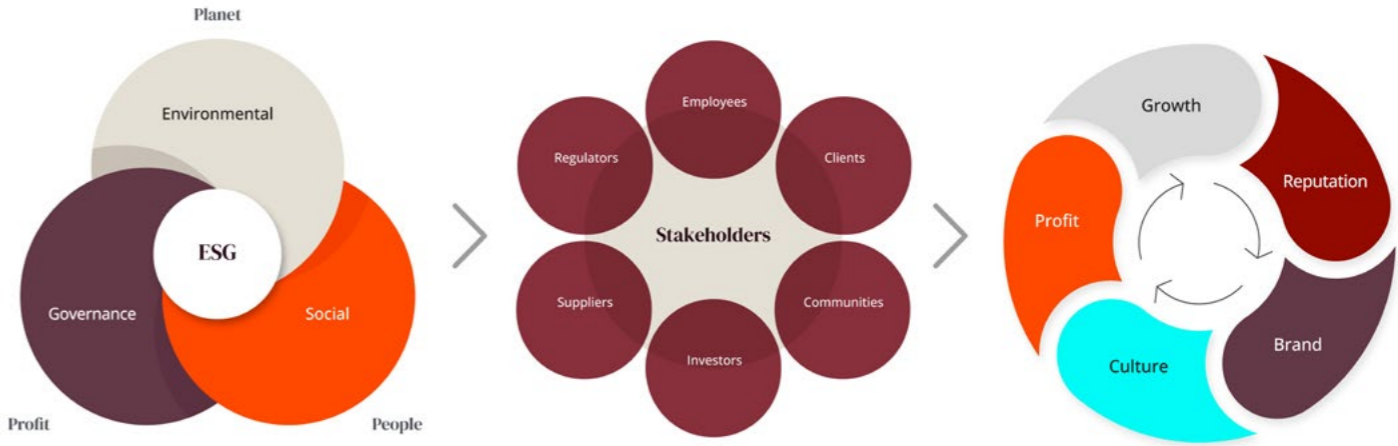 Planet
Environmental
ESG
Governance
Social
Profit
People
Employees
Regulators
Clients
Stakeholders
Suppliers
Communities
Investors
Growth
Reputation
Profit
Brand
Culture